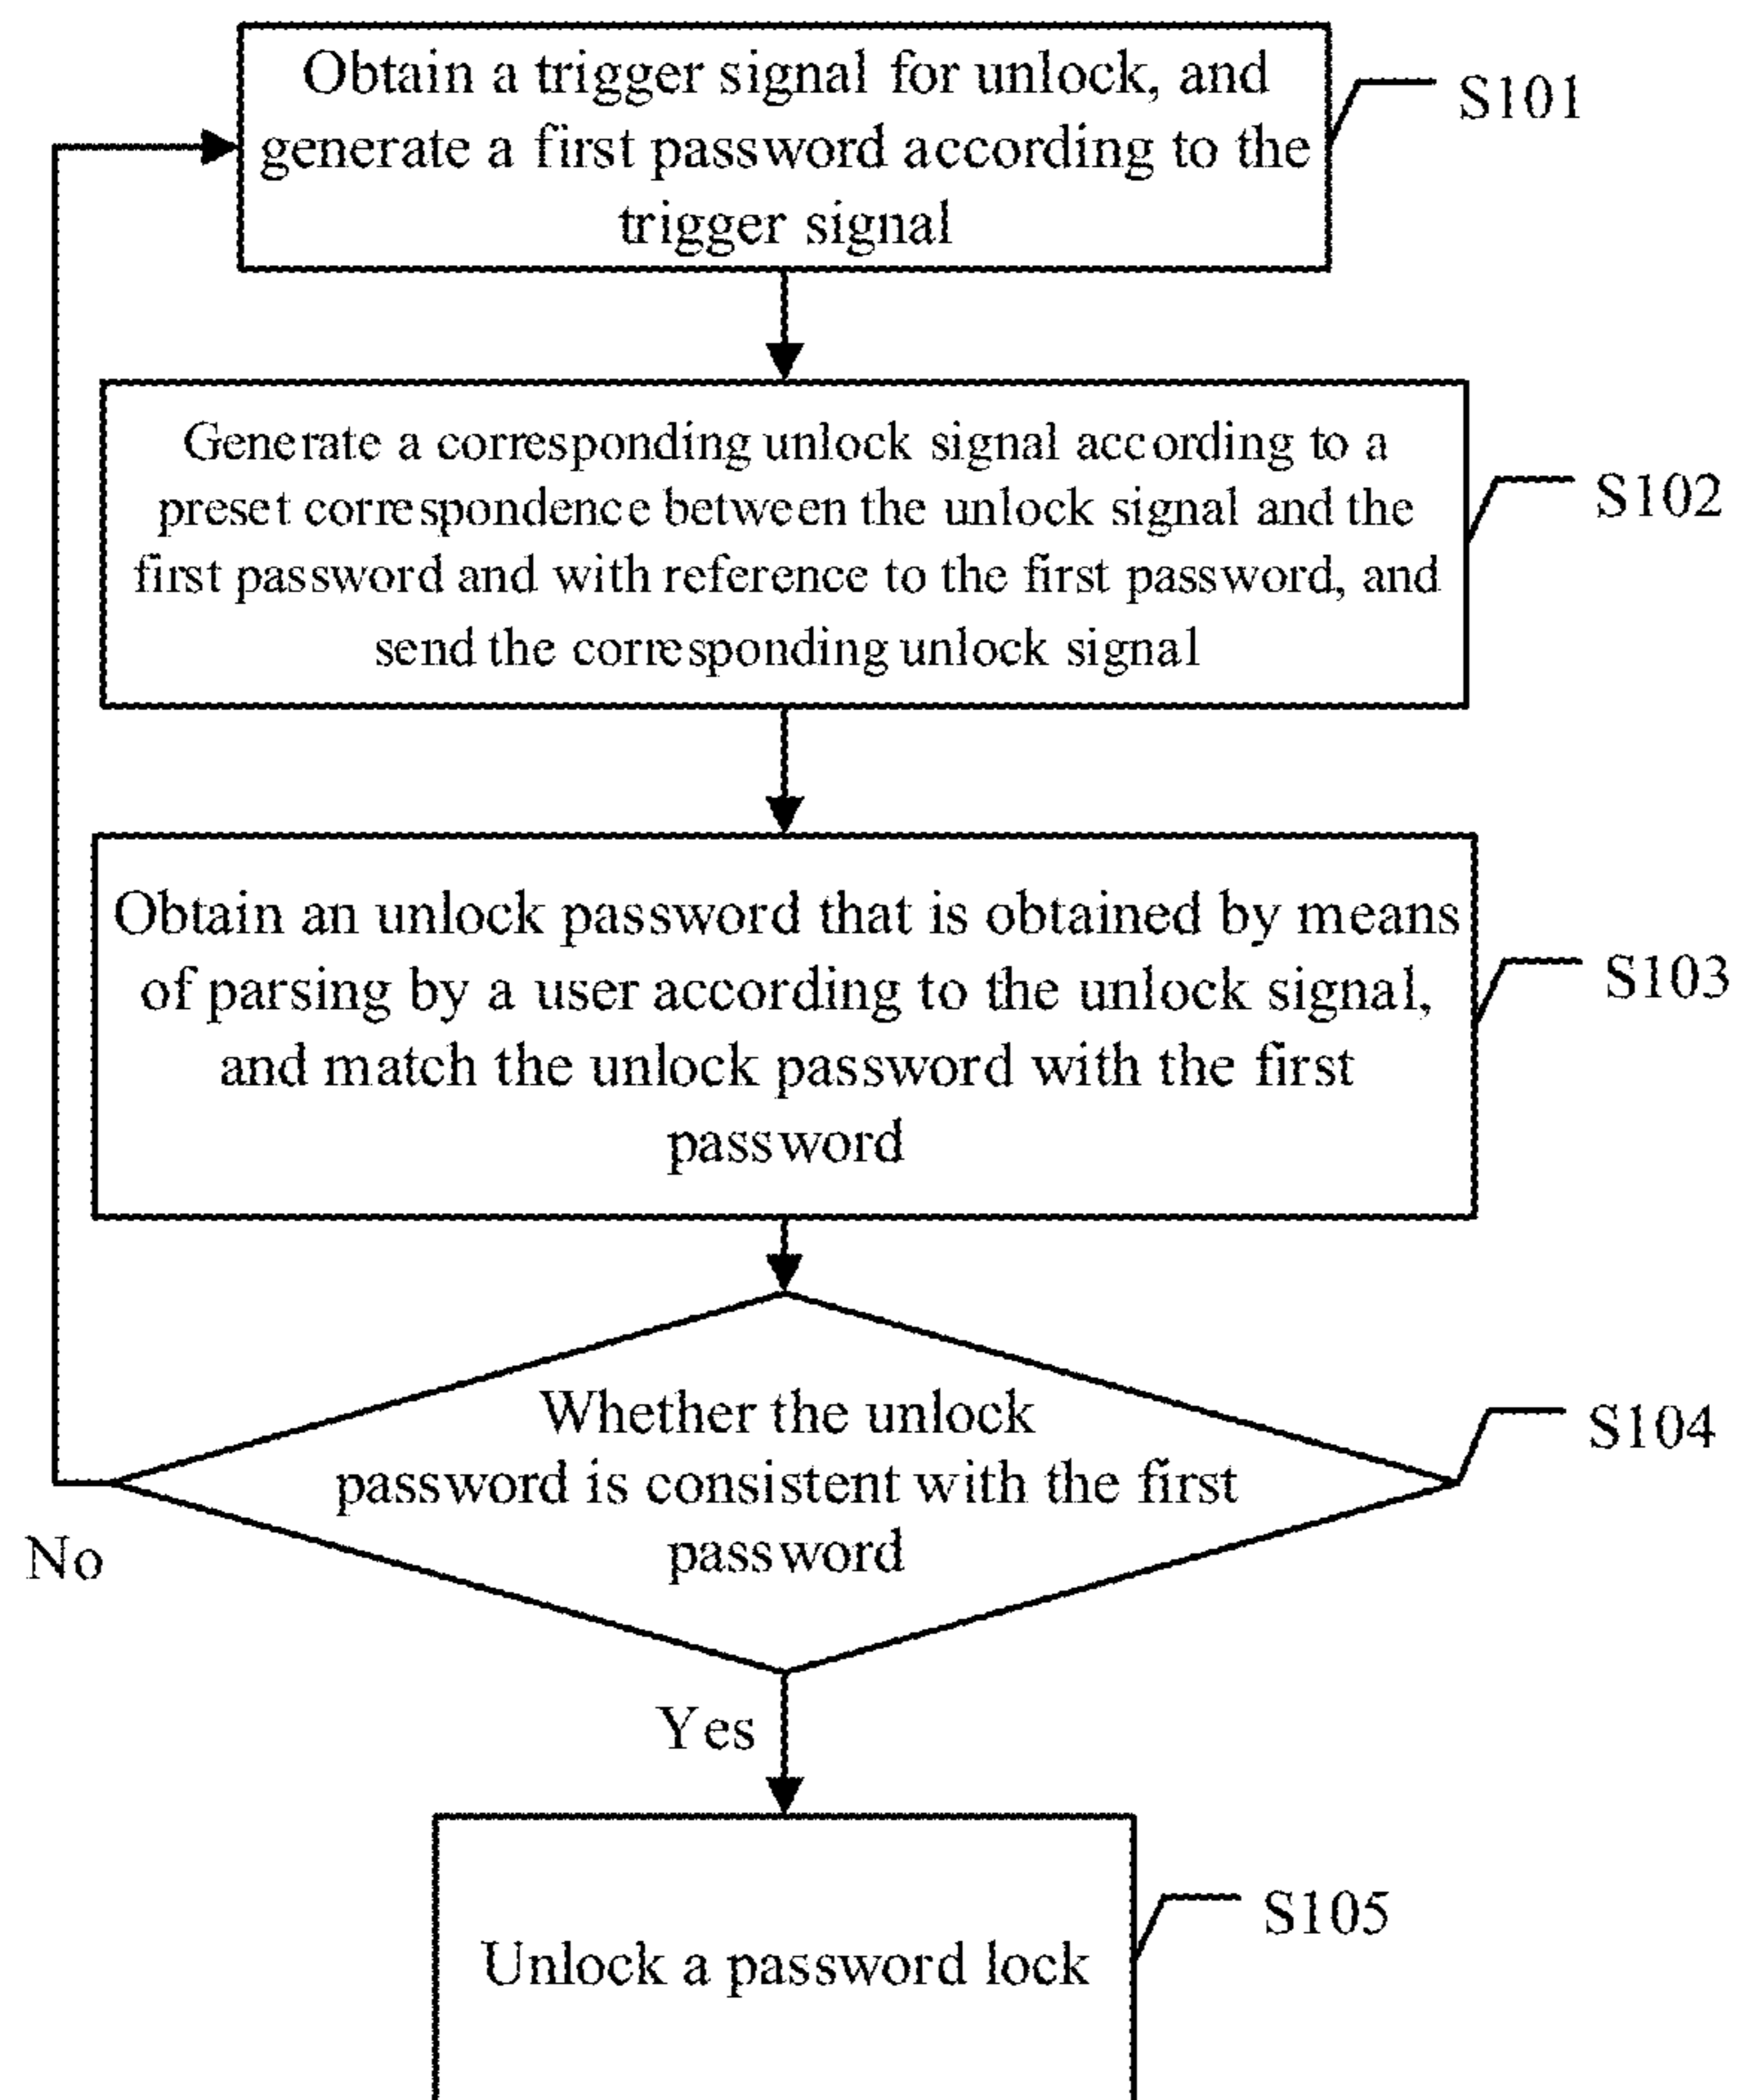 Obtain a trigger signal for unlock, and
generate a first password according to the
trigger signal
S101
Generate a corresponding unlock signal according to a
preset correspondence between the unlock signal and the
first password and with reference to the first password, and
send the corresponding unlock signal
S102
Obtain an unlock password that is obtained by means
of parsing by a user according to the unlock signal,
and match the unlock password with the first
password
S103
Whether the unlock
password is consistent with the first
password
S104
No
Yes
Unlock a password lock
S105